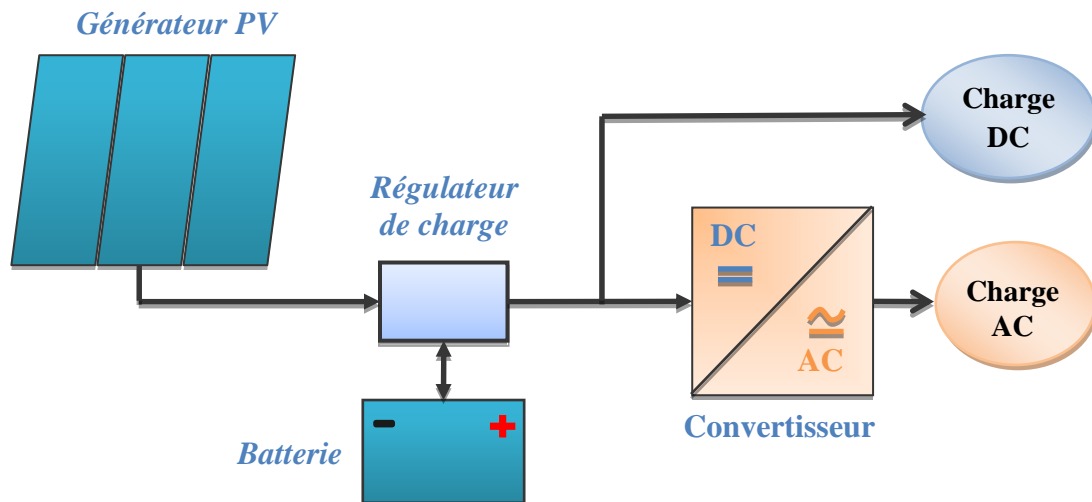 Générateur PV
Charge
DC
Régulateur
de charge
DC
AC
Charge
AC
Convertisseur
Batterie